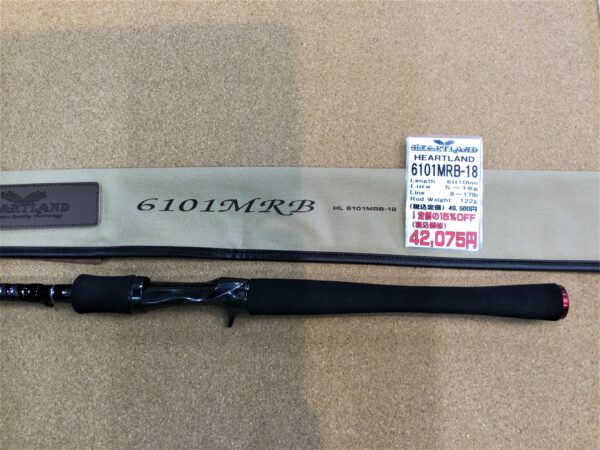 HEARTLAND
6101MRB
HL 6101MRB-18
HEARTLAND
HEARTLAND
6101MRB-18
Length 6ft10inc
Lure 5～18g
Line 8～17lb
Rod Weight 122g
(税込定価) 49,500円
↓定価の15%OFF
(税込価格)
42,075円